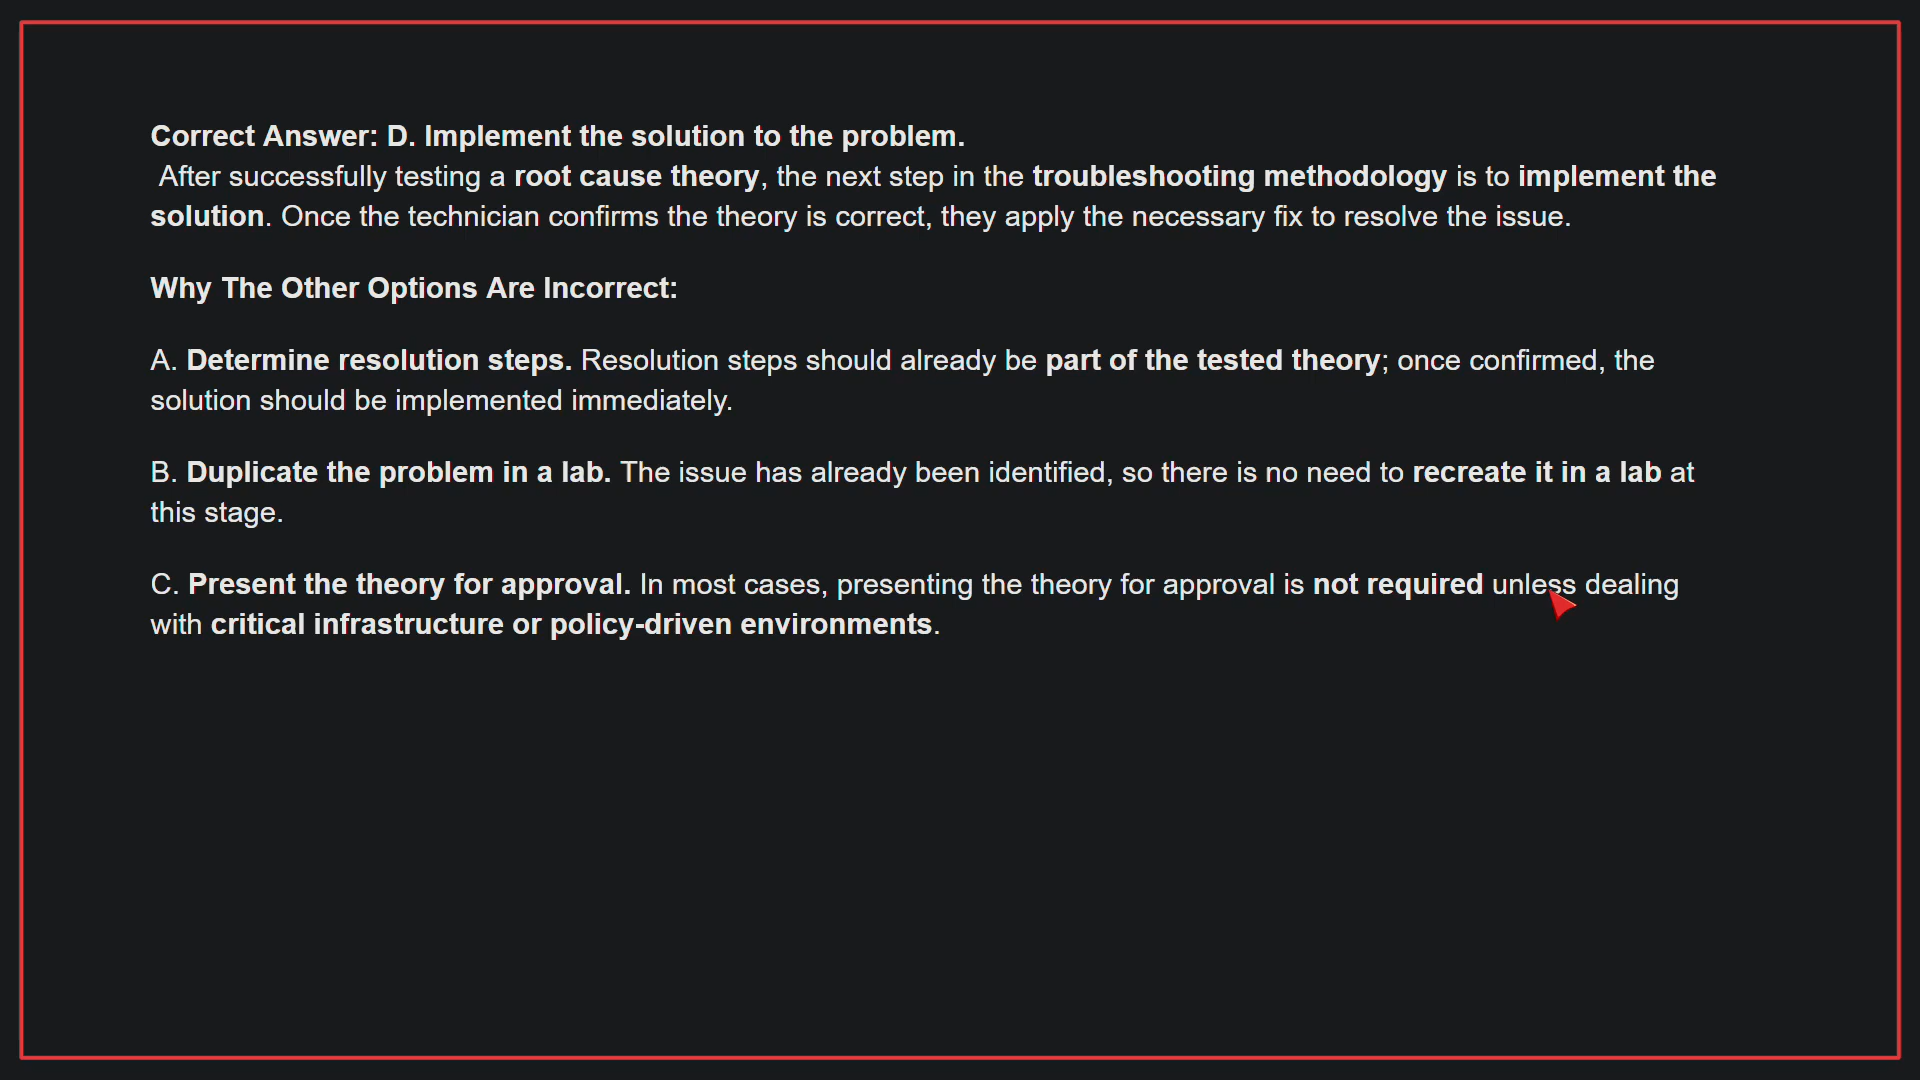 Correct Answer: D. Implement the solution to the problem.
After successfully testing a root cause theory, the next step in the troubleshooting methodology is to implement the
solution. Once the technician confirms the theory is correct, they apply the necessary fix to resolve the issue.
Why The Other Options Are Incorrect:
A. Determine resolution steps. Resolution steps should already be part of the tested theory; once confirmed, the
solution should be implemented immediately.
B. Duplicate the problem in a lab. The issue has already been identified, so there is no need to recreate it in a lab at
this stage.
C. Present the theory for approval. In most cases, presenting the theory for approval is not required unless dealing
with critical infrastructure or policy-driven environments.